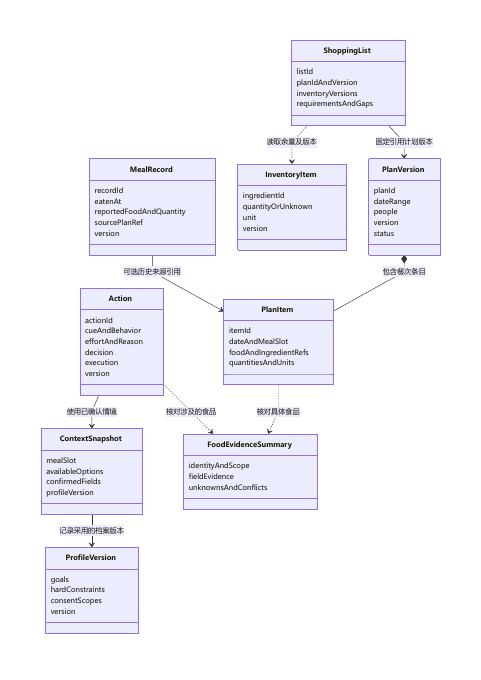 ShoppingList
listId
planIdAndVersion
inventoryVersions
requirementsAndGaps
读取余量及版本
固定引用计划版本
MealRecord
recordId
eatenAt
reportedFoodAndQuantity
sourcePlanRef
version
InventoryItem
ingredientId
quantityOrUnknown
unit
version
PlanVersion
planId
dateRange
people
version
status
可选历史来源引用
包含餐次条目
Action
actionId
cueAndBehavior
effortAndReason
decision
execution
version
PlanItem
itemId
dateAndMealSlot
foodAndIngredientRefs
quantitiesAndUnits
使用已确认情境
核对涉及的食品
核对具体食品
ContextSnapshot
mealSlot
availableOptions
confirmedFields
profileVersion
FoodEvidenceSummary
identityAndScope
fieldEvidence
unknownsAndConflicts
记录采用的档案版本
ProfileVersion
goals
hardConstraints
consentScopes
version